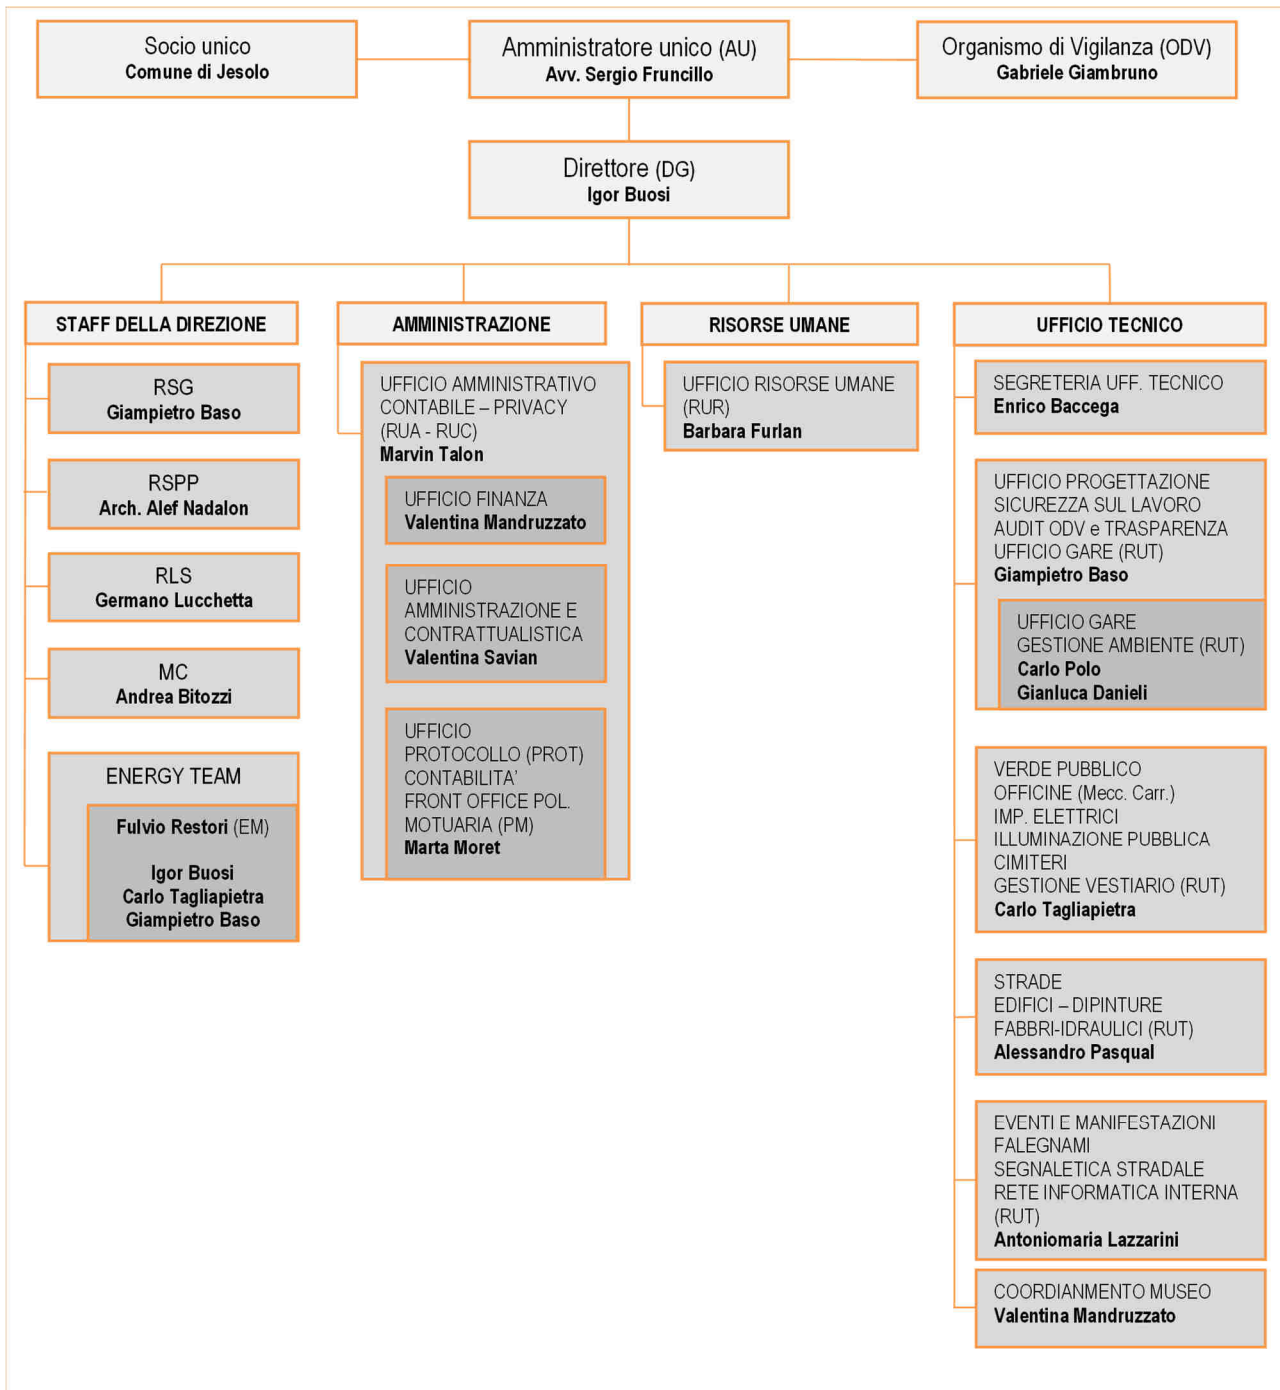 Socio unico
Comune di Jesolo
Amministratore unico (AU)
Avv. Sergio Fruncillo
Organismo di Vigilanza (ODV)
Gabriele Giambruno
Direttore (DG)
Igor Buosi
STAFF DELLA DIREZIONE
RSG
Giampietro Baso
RSPP
Arch. Alef Nadalon
RLS
Germano Lucchetta
MC
Andrea Bitozzi
ENERGY TEAM
Fulvio Restori (EM)
Igor Buosi
Carlo Tagliapietra
Giampietro Baso
AMMINISTRAZIONE
UFFICIO AMMINISTRATIVO
CONTABILE – PRIVACY
(RUA - RUC)
Marvin Talon
UFFICIO FINANZA
Valentina Mandruzzato
UFFICIO
AMMINISTRAZIONE E
CONTRATTUALISTICA
Valentina Savian
UFFICIO
PROTOCOLLO (PROT)
CONTABILITA’
FRONT OFFICE POL.
MOTUARIA (PM)
Marta Moret
RISORSE UMANE
UFFICIO RISORSE UMANE
(RUR)
Barbara Furlan
UFFICIO TECNICO
SEGRETERIA UFF. TECNICO
Enrico Baccega
UFFICIO PROGETTAZIONE
SICUREZZA SUL LAVORO
AUDIT ODV e TRASPARENZA
UFFICIO GARE (RUT)
Giampietro Baso
UFFICIO GARE
GESTIONE AMBIENTE (RUT)
Carlo Polo
Gianluca Danieli
VERDE PUBBLICO
OFFICINE (Mecc. Carr.)
IMP. ELETTRICI
ILLUMINAZIONE PUBBLICA
CIMITERI
GESTIONE VESTIARIO (RUT)
Carlo Tagliapietra
STRADE
EDIFICI – DIPINTURE
FABBRI-IDRAULICI (RUT)
Alessandro Pasqual
EVENTI E MANIFESTAZIONI
FALEGNAMI
SEGNALETICA STRADALE
RETE INFORMATICA INTERNA
(RUT)
Antoniomaria Lazzarini
COORDIANMENTO MUSEO
Valentina Mandruzzato